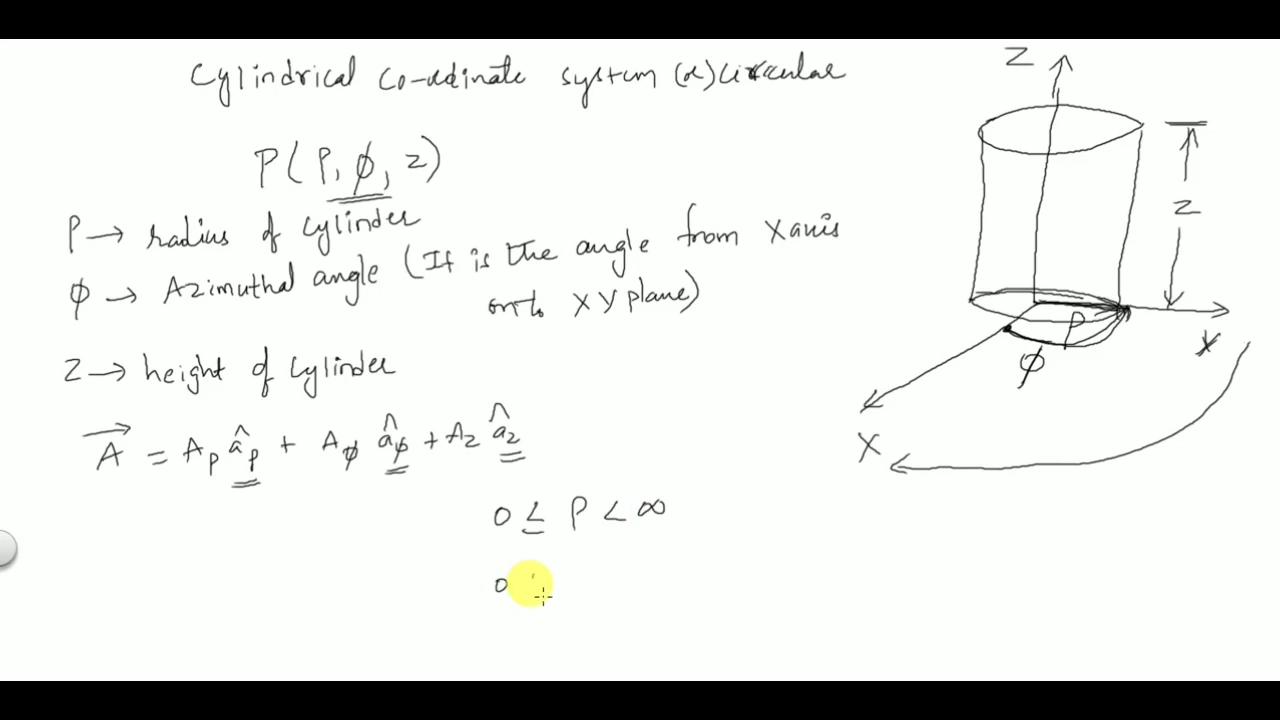 Cylindrical co-ordinate system (or) circular
P(ρ, ϕ, z)
ρ → radius of cylinder
ϕ → Azimuthal angle (It is the angle from X axis
onto XY plane)
Z → height of cylinder
A⃗ = Aρ âρ + Aϕ âϕ + Az âz
0 ≤ ρ < ∞
0
Z
Z
ρ
ϕ
X